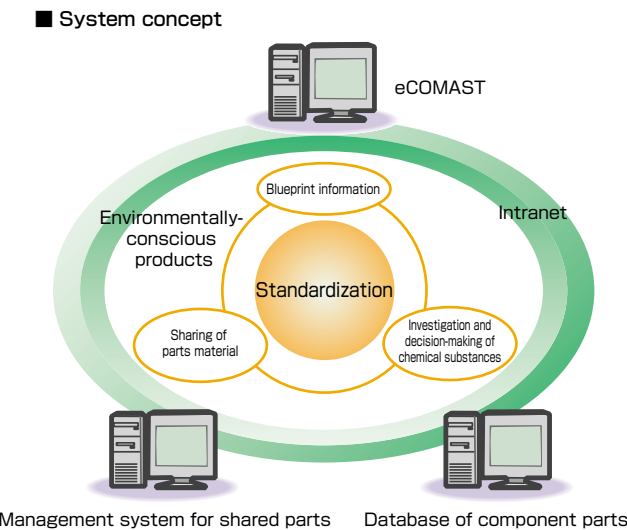 ■ System concept
eCOMAST
Blueprint information
Environmentally-
conscious
products
Intranet
Standardization
Sharing of
parts material
Investigation and
decision-making of
chemical substances
Management system for shared parts
Database of component parts